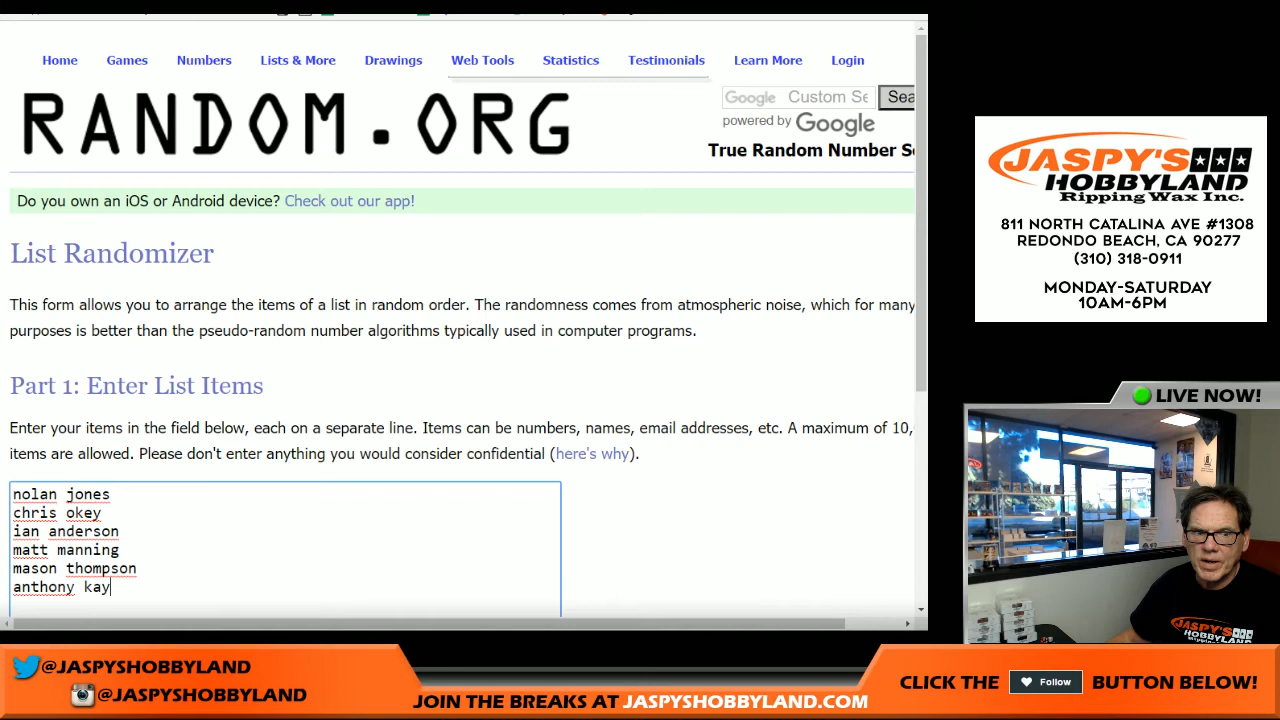 Home Games Numbers Lists & More Drawings Web Tools Statistics Testimonials Learn More Login
RANDOM.ORG
Google Custom Se Sea
powered by Google
True Random Number S
Do you own an iOS or Android device? Check out our app!
List Randomizer
This form allows you to arrange the items of a list in random order. The randomness comes from atmospheric noise, which for many
purposes is better than the pseudo-random number algorithms typically used in computer programs.
Part 1: Enter List Items
Enter your items in the field below, each on a separate line. Items can be numbers, names, email addresses, etc. A maximum of 10,
items are allowed. Please don't enter anything you would consider confidential (here's why).
nolan jones
chris okey
ian anderson
matt manning
mason thompson
anthony kay
JASPY'S
HOBBYLAND
Ripping Wax Inc.
811 NORTH CATALINA AVE #1308
REDONDO BEACH, CA 90277
(310) 318-0911
MONDAY-SATURDAY
10AM-6PM
LIVE NOW!
JASPY'S
HOBBYLAND
@JASPYSHOBBYLAND
@JASPYSHOBBYLAND
JOIN THE BREAKS AT JASPYSHOBBYLAND.COM
CLICK THE Follow BUTTON BELOW!